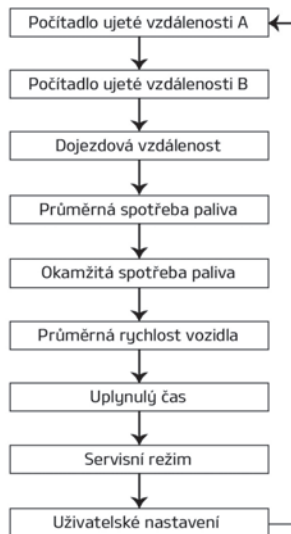 Počítadlo ujeté vzdálenosti A
Počítadlo ujeté vzdálenosti B
Dojezdová vzdálenost
Průměrná spotřeba paliva
Okamžitá spotřeba paliva
Průměrná rychlost vozidla
Uplynulý čas
Servisní režim
Uživatelské nastavení